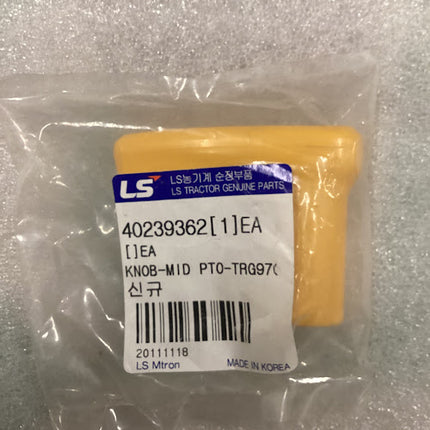 LS LS농기계 순정부품
LS TRACTOR GENUINE PARTS
40239362[1]EA
[]EA
KNOB-MID PTO-TRG970
신규
20111118
LS Mtron MADE IN KOREA